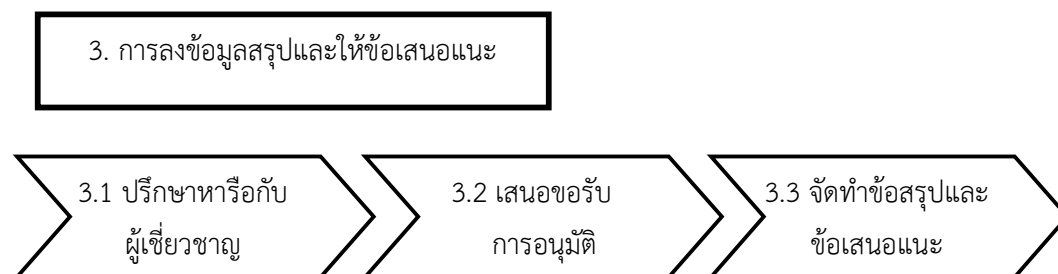 3. การลงข้อมูลสรุปและให้ข้อเสนอแนะ
3.1 ปรึกษาหารือกับ
ผู้เชี่ยวชาญ
3.2 เสนอขอรับ
การอนุมัติ
3.3 จัดทำข้อสรุปและ
ข้อเสนอแนะ